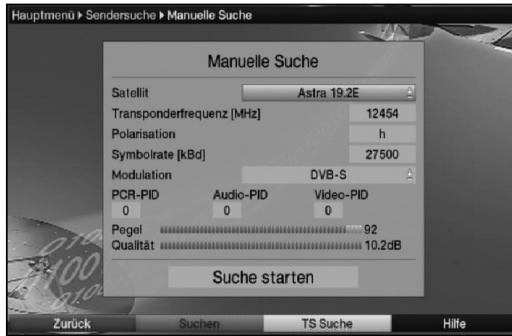 Hauptmenü ▸ Sendersuche ▸ Manuelle Suche
Manuelle Suche
Satellit Astra 19.2E
Transponderfrequenz [MHz] 12454
Polarisation h
Symbolrate [kBd] 27500
Modulation DVB-S
PCR-PID Audio-PID Video-PID
0 0 0
Pegel 92
Qualität 10.2dB
Suche starten
Zurück Suchen TS Suche Hilfe